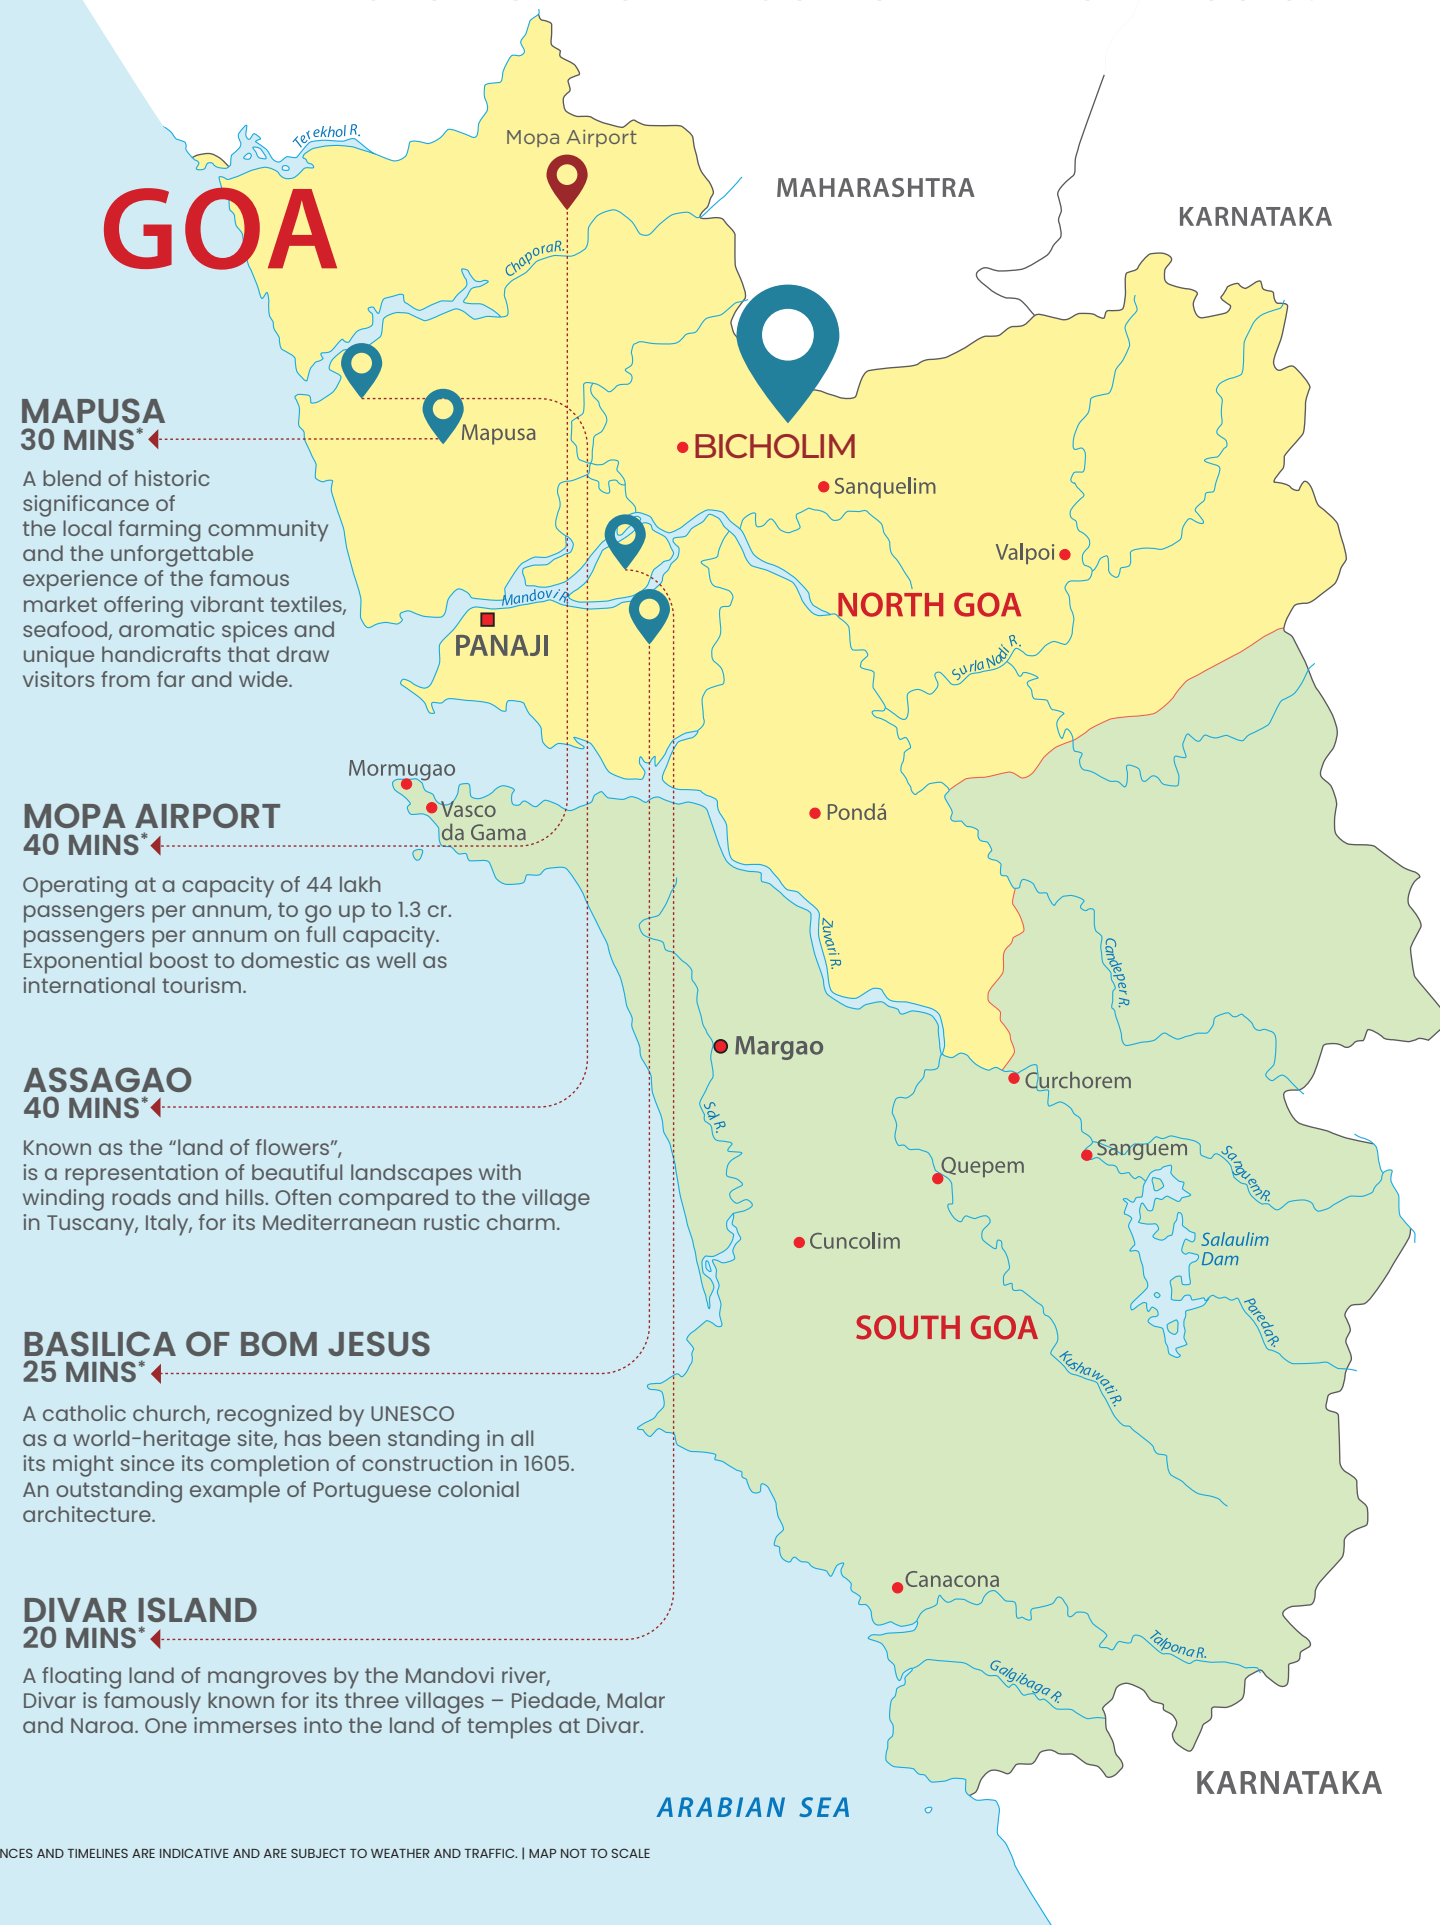 Terekhol R.
Mopa Airport
MAHARASHTRA
KARNATAKA
GOA
Chapora R.
MAPUSA
30 MINS*
Mapusa
BICHOLIM
Sanquelim
A blend of historic
significance of
the local farming community
and the unforgettable
experience of the famous
market offering vibrant textiles,
seafood, aromatic spices and
unique handicrafts that draw
visitors from far and wide.
Valpoi
Mandovi R.
NORTH GOA
PANAJI
Surla Nadi R.
Mormugao
Vasco
da Gama
Pondá
MOPA AIRPORT
40 MINS*
Operating at a capacity of 44 lakh
passengers per annum, to go up to 1.3 cr.
passengers per annum on full capacity.
Exponential boost to domestic as well as
international tourism.
Zuvari R.
Candeper R.
Margao
Curchorem
ASSAGAO
40 MINS*
Sal R.
Known as the “land of flowers”,
is a representation of beautiful landscapes with
winding roads and hills. Often compared to the village
in Tuscany, Italy, for its Mediterranean rustic charm.
Sanguem
Quepem
Sanguem R.
Cuncolim
Salaulim
Dam
Pareda R.
SOUTH GOA
Kushawati R.
BASILICA OF BOM JESUS
25 MINS*
A catholic church, recognized by UNESCO
as a world-heritage site, has been standing in all
its might since its completion of construction in 1605.
An outstanding example of Portuguese colonial
architecture.
Canacona
DIVAR ISLAND
20 MINS*
A floating land of mangroves by the Mandovi river,
Divar is famously known for its three villages – Piedade, Malar
and Naroa. One immerses into the land of temples at Divar.
Talpona R.
Galgibaga R.
KARNATAKA
ARABIAN SEA
NCES AND TIMELINES ARE INDICATIVE AND ARE SUBJECT TO WEATHER AND TRAFFIC. | MAP NOT TO SCALE